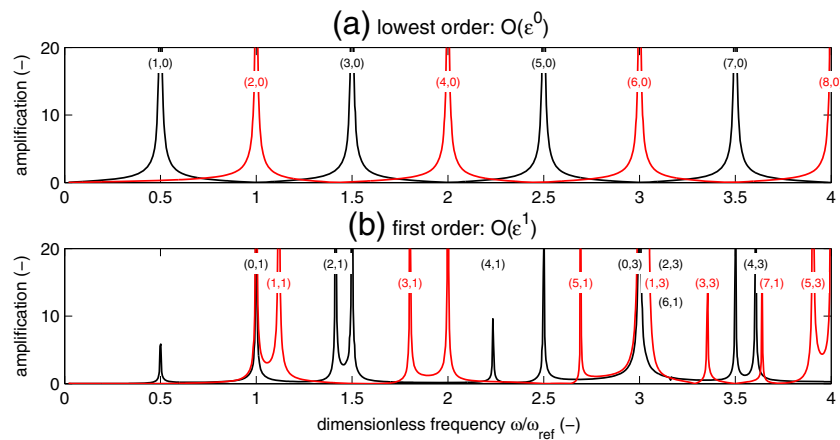 (a) lowest order: O(ε⁰)
amplification (−)
20
10
0
(1,0) (3,0) (5,0) (7,0)
(2,0) (4,0) (6,0) (8,0)
0 0.5 1 1.5 2 2.5 3 3.5 4
(b) first order: O(ε¹)
amplification (−)
20
10
0
(0,1) (2,1) (4,1) (0,3) (2,3) (4,3)
(1,1) (3,1) (5,1) (1,3) (3,3) (7,1) (5,3)
(6,1)
0 0.5 1 1.5 2 2.5 3 3.5 4
dimensionless frequency ω/ω_ref (−)